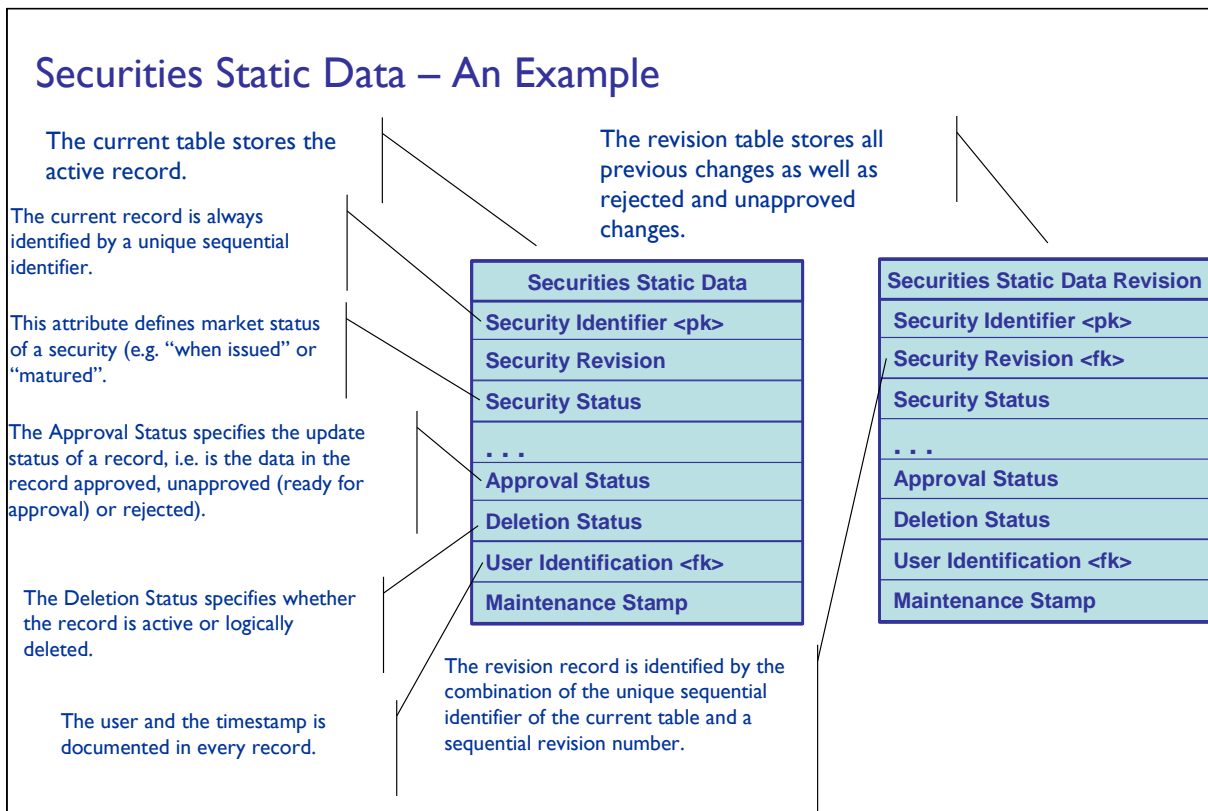 Securities Static Data – An Example
The current table stores the
active record.
The revision table stores all
previous changes as well as
rejected and unapproved
changes.
The current record is always
identified by a unique sequential
identifier.
This attribute defines market status
of a security (e.g. “when issued” or
“matured”.
The Approval Status specifies the update
status of a record, i.e. is the data in the
record approved, unapproved (ready for
approval) or rejected).
The Deletion Status specifies whether
the record is active or logically
deleted.
The user and the timestamp is
documented in every record.
Securities Static Data
Security Identifier <pk>
Security Revision
Security Status
. . .
Approval Status
Deletion Status
User Identification <fk>
Maintenance Stamp
The revision record is identified by the
combination of the unique sequential
identifier of the current table and a
sequential revision number.
Securities Static Data Revision
Security Identifier <pk>
Security Revision <fk>
Security Status
. . .
Approval Status
Deletion Status
User Identification <fk>
Maintenance Stamp